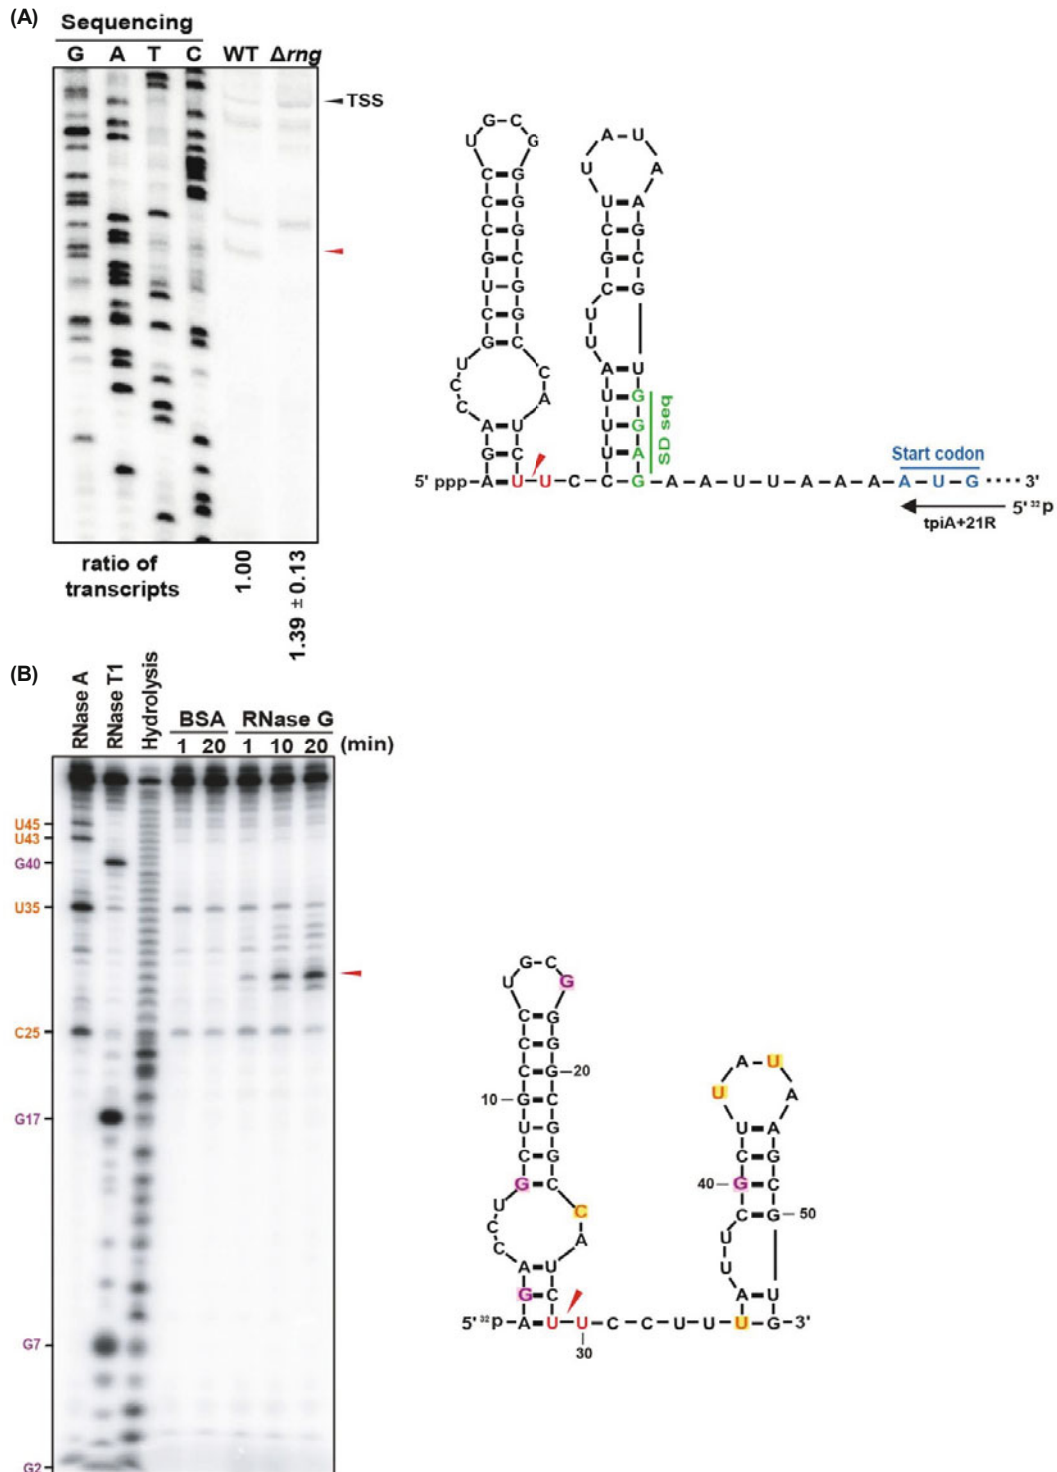 (A)
Sequencing
G A T C WT Δrng
TSS
ratio of
transcripts
1.00
1.39 ± 0.13
G C
U G
C G
C G
C G
G C
U G
C G
G C
U C
C A
C
A U
G C
A U
U A
U A
C G
G C
C G
U
U
A U
U G
U G
U A
SD seq
Start codon
5' ppp A U U C C G A A U U A A A A U G 3'
tpiA+21R
5' 32p
(B)
RNase A
RNase T1
Hydrolysis
BSA RNase G
1 20 1 10 20 (min)
U45
U43
G40
U35
C25
G17
G7
G2
G C
U G
C G
C G
C G 20
10 G C
U G
C G
G C
U C
C A
C
A U
G C
A U
U A
U A
C G
40 G C
C G 50
U
U
A U
5' 32p A U U C C U U U G 3'
30